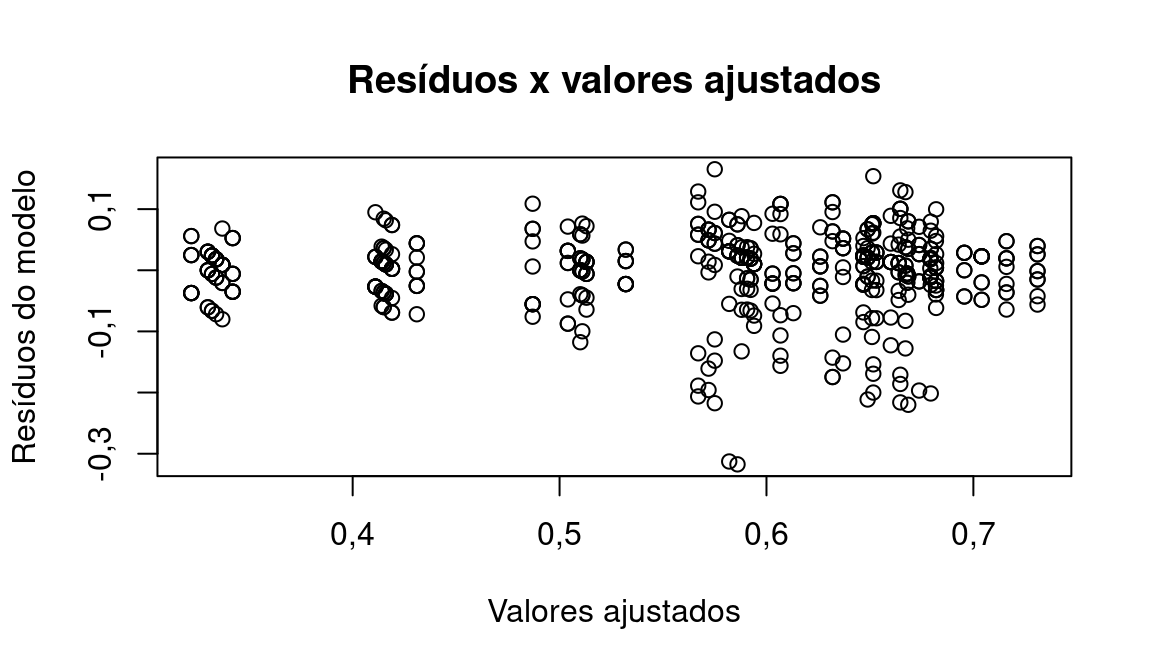 Resíduos x valores ajustados
Resíduos do modelo
0,1
-0,1
-0,3
0,4 0,5 0,6 0,7
Valores ajustados